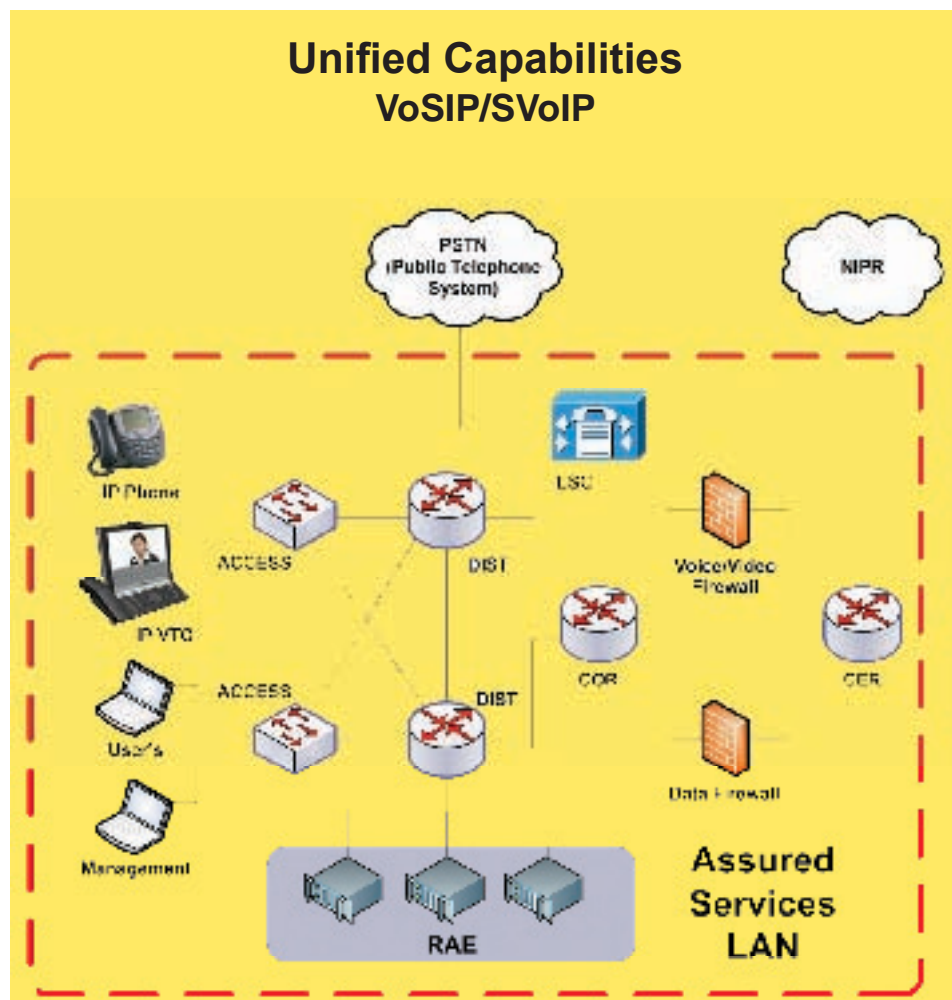 Unified Capabilities
VoSIP/SVoIP
PSTN
(Public Telephone
System)
NIPR
IP Phone
LSC
ACCESS
DIST
Voice/Video
Firewall
IP VTC
COR
CER
ACCESS
DIST
User's
Data Firewall
Management
Assured
Services
LAN
RAE